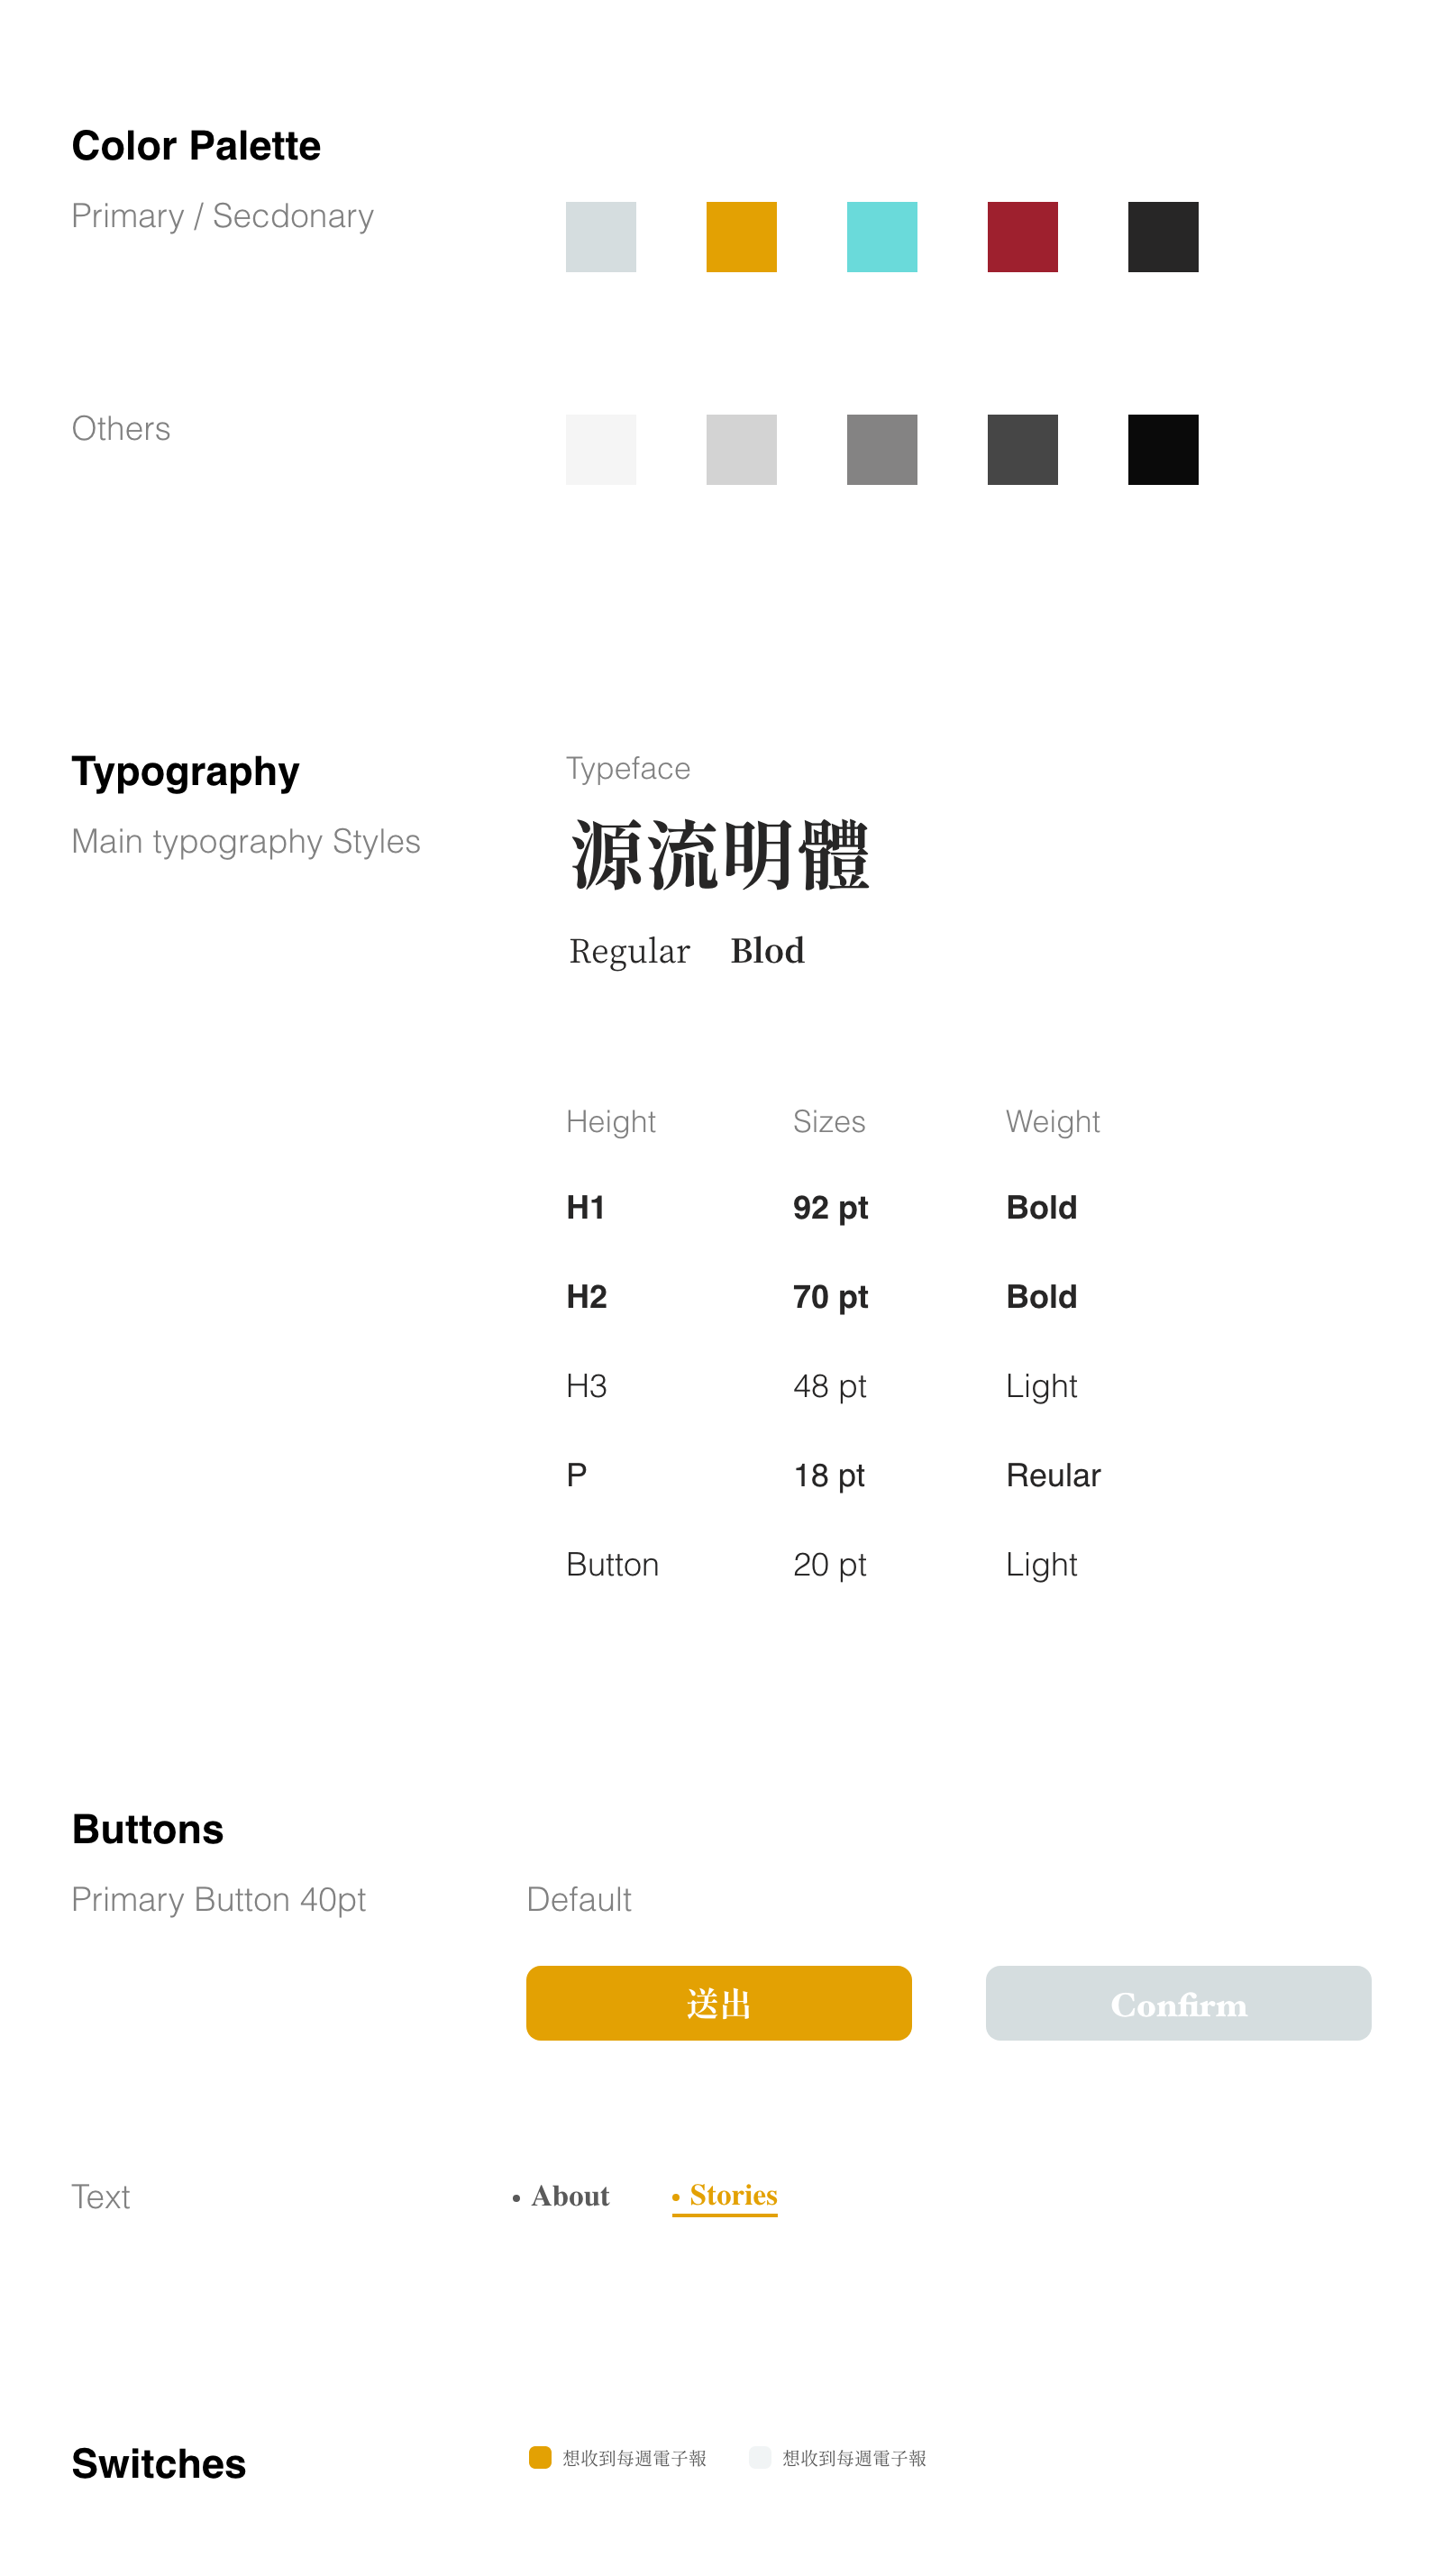 Color Palette
Primary / Secdonary
Others
Typography
Main typography Styles
Typeface
源流明體
Regular Blod
Height Sizes Weight
H1 92 pt Bold
H2 70 pt Bold
H3 48 pt Light
P 18 pt Reular
Button 20 pt Light
Buttons
Primary Button 40pt
Default
送出 Confirm
Text
• About • Stories
Switches
想收到每週電子報 想收到每週電子報